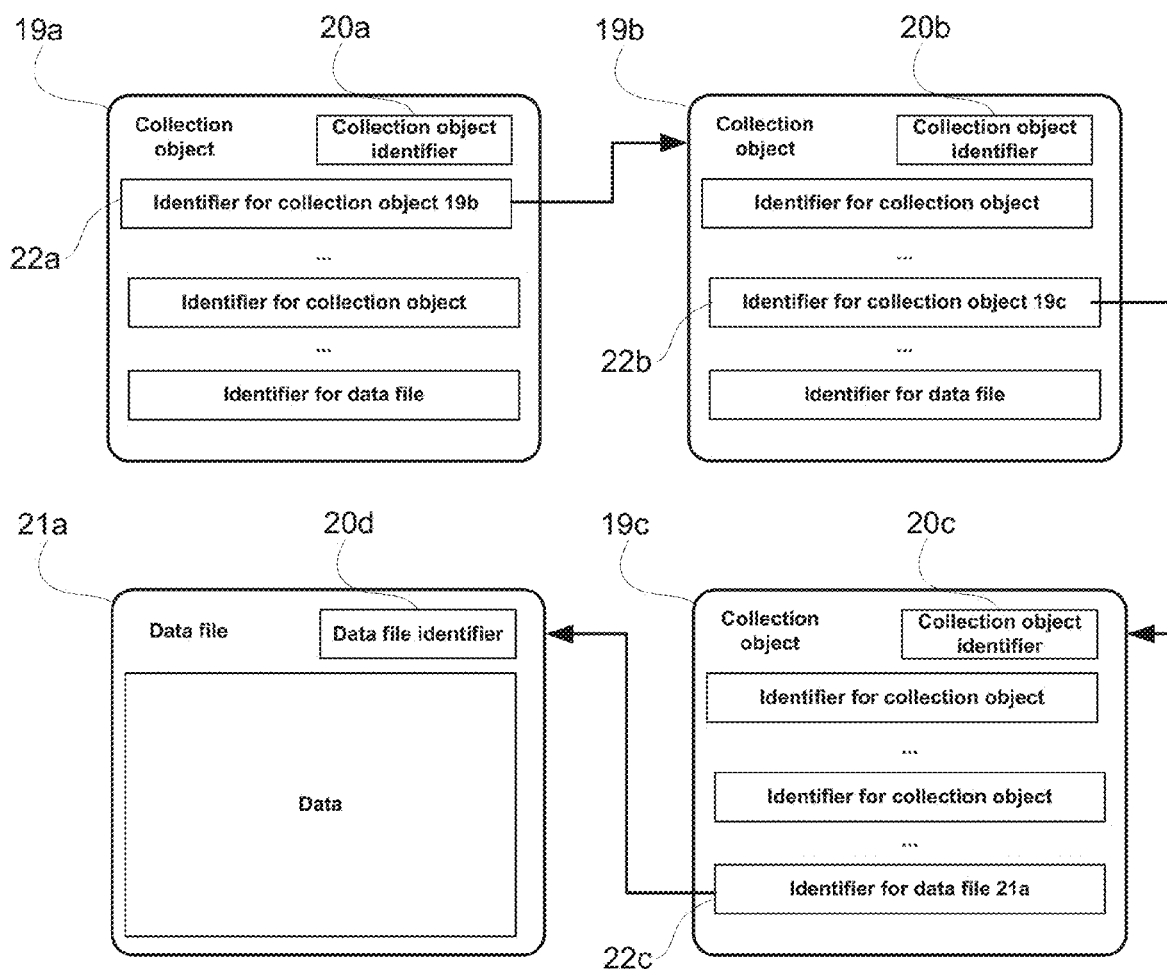 19a
20a
19b
20b
Collection
object
Collection object
identifier
Identifier for collection object 19b
22a
...
Identifier for collection object
...
Identifier for data file
Collection
object
Collection object
Identifier
Identifier for collection object
...
Identifier for collection object 19c
22b
...
Identifier for data file
21a
20d
19c
20c
Data file
Data file identifier
Data
Collection
object
Collection object
identifier
Identifier for collection object
...
Identifier for collection object
...
Identifier for data file 21a
22c